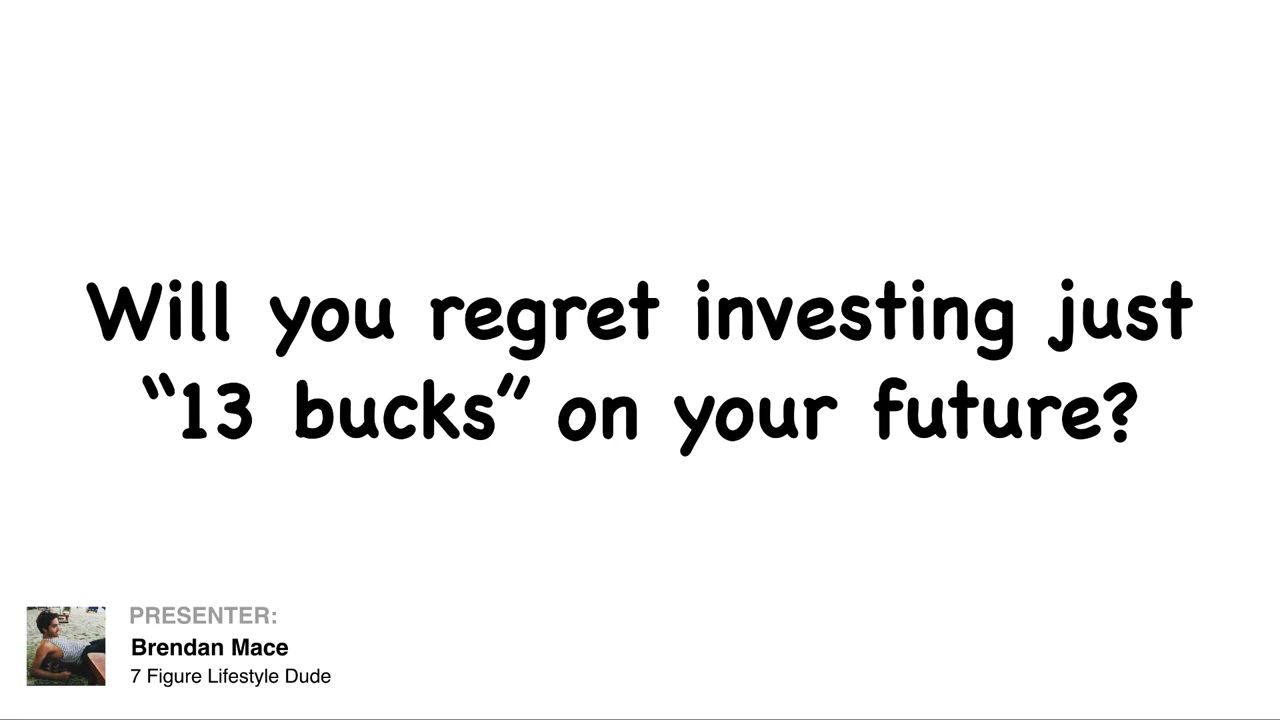 Will you regret investing just
“13 bucks” on your future?
PRESENTER:
Brendan Mace
7 Figure Lifestyle Dude